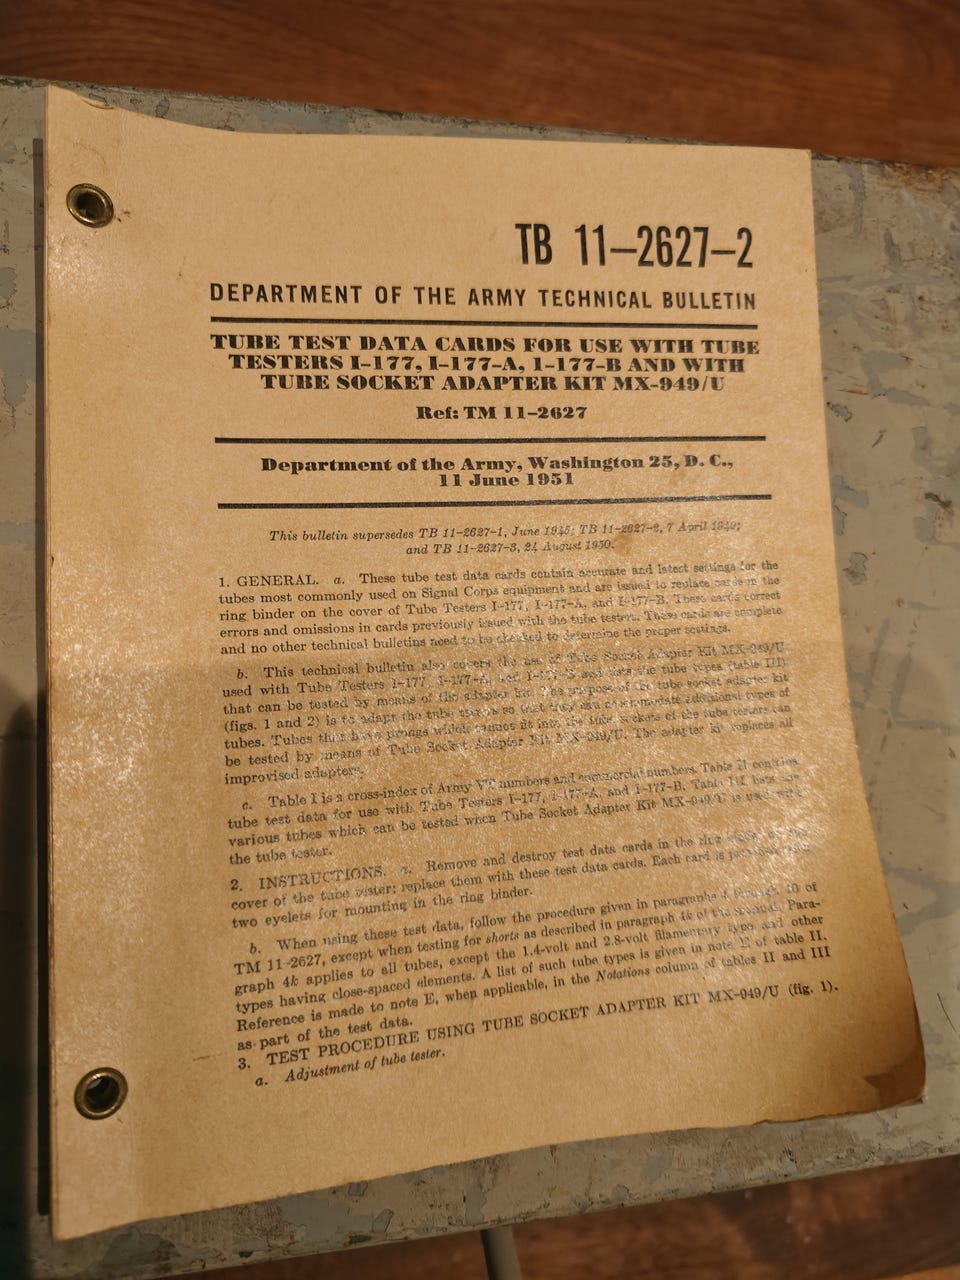 TB 11—2627—2
DEPARTMENT OF THE ARMY TECHNICAL BULLETIN
TUBE TEST DATA CARDS FOR USE WITH TUBE
TESTERS I–177, I–177–A, 1–177–B AND WITH
TUBE SOCKET ADAPTER KIT MX–949/U
Ref: TM 11–2627
Department of the Army, Washington 25, D. C.,
11 June 1951
This bulletin supersedes TB 11–2627–1, June 1945; TB 11–2627–2, 7 April 1949;
and TB 11–2627–3, 24 August 1950.
1. GENERAL. a. These tube test data cards contain accurate and latest settings for the
tubes most commonly used on Signal Corps equipment and are issued to replace cards in the
ring binder on the cover of Tube Testers I–177, I–177–A, and I–177–B. These cards correct
errors and omissions in cards previously issued with the tube testers. These cards are complete
and no other technical bulletins need to be checked to determine the proper settings.
b. This technical bulletin also covers the use of Tube Socket Adapter Kit MX–949/U
used with Tube Testers I–177, I–177–A, and I–177–B and lists the tube types (table III)
that can be tested by means of the adapter kit. The purpose of the tube socket adapter kit
(figs. 1 and 2) is to adapt the tube testers so that they can accommodate additional types of
tubes. Tubes that have prongs which cannot fit into the tube sockets of the tube testers can
be tested by means of Tube Socket Adapter Kit MX–949/U. The adapter kit replaces all
improvised adapters.
c. Table I is a cross-index of Army VT numbers and commercial numbers. Table II contains
tube test data for use with Tube Testers I–177, I–177–A, and I–177–B. Table III lists
various tubes which can be tested when Tube Socket Adapter Kit MX–949/U is used with
the tube tester.
2. INSTRUCTIONS. a. Remove and destroy test data cards in the ring
cover of the tube tester; replace them with these test data cards. Each card is
two eyelets for mounting in the ring binder.
b. When using these test data, follow the procedure given in paragraphs 4 through 10 of
TM 11–2627, except when testing for shorts as described in paragraph 4k of the manual. Para-
graph 4k applies to all tubes, except the 1.4-volt and 2.8-volt filamentary type and other
types having close-spaced elements. A list of such tube types is given in note E of table II.
Reference is made to note E, when applicable, in the Notations column of tables II and III
as part of the test data.
3. TEST PROCEDURE USING TUBE SOCKET ADAPTER KIT MX–949/U (fig. 1).
a. Adjustment of tube tester.